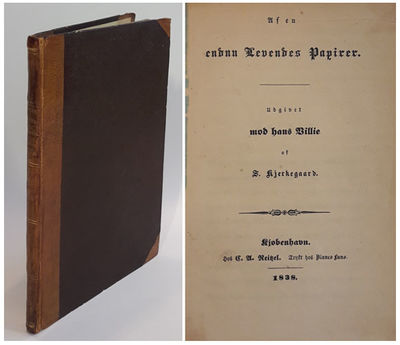 Af en
endnu Levendes Papirer.
Udgivet
mod hans Villie
af
S. Kjerkegaard.
Kjøbenhavn.
Hos C. A. Reitzel. Trykt hos Bianco Luno.
1838.